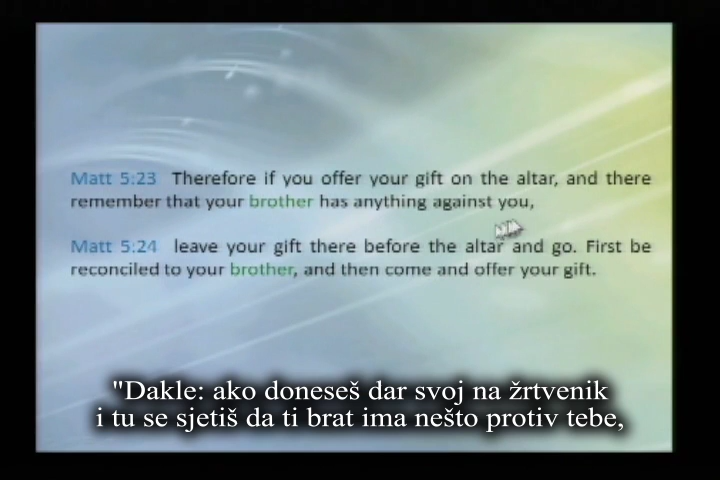 Matt 5:23 Therefore if you offer your gift on the altar, and there
remember that your brother has anything against you,
Matt 5:24 leave your gift there before the altar and go. First be
reconciled to your brother, and then come and offer your gift.
"Dakle: ako doneseš dar svoj na žrtvenik
i tu se sjetiš da ti brat ima nešto protiv tebe,